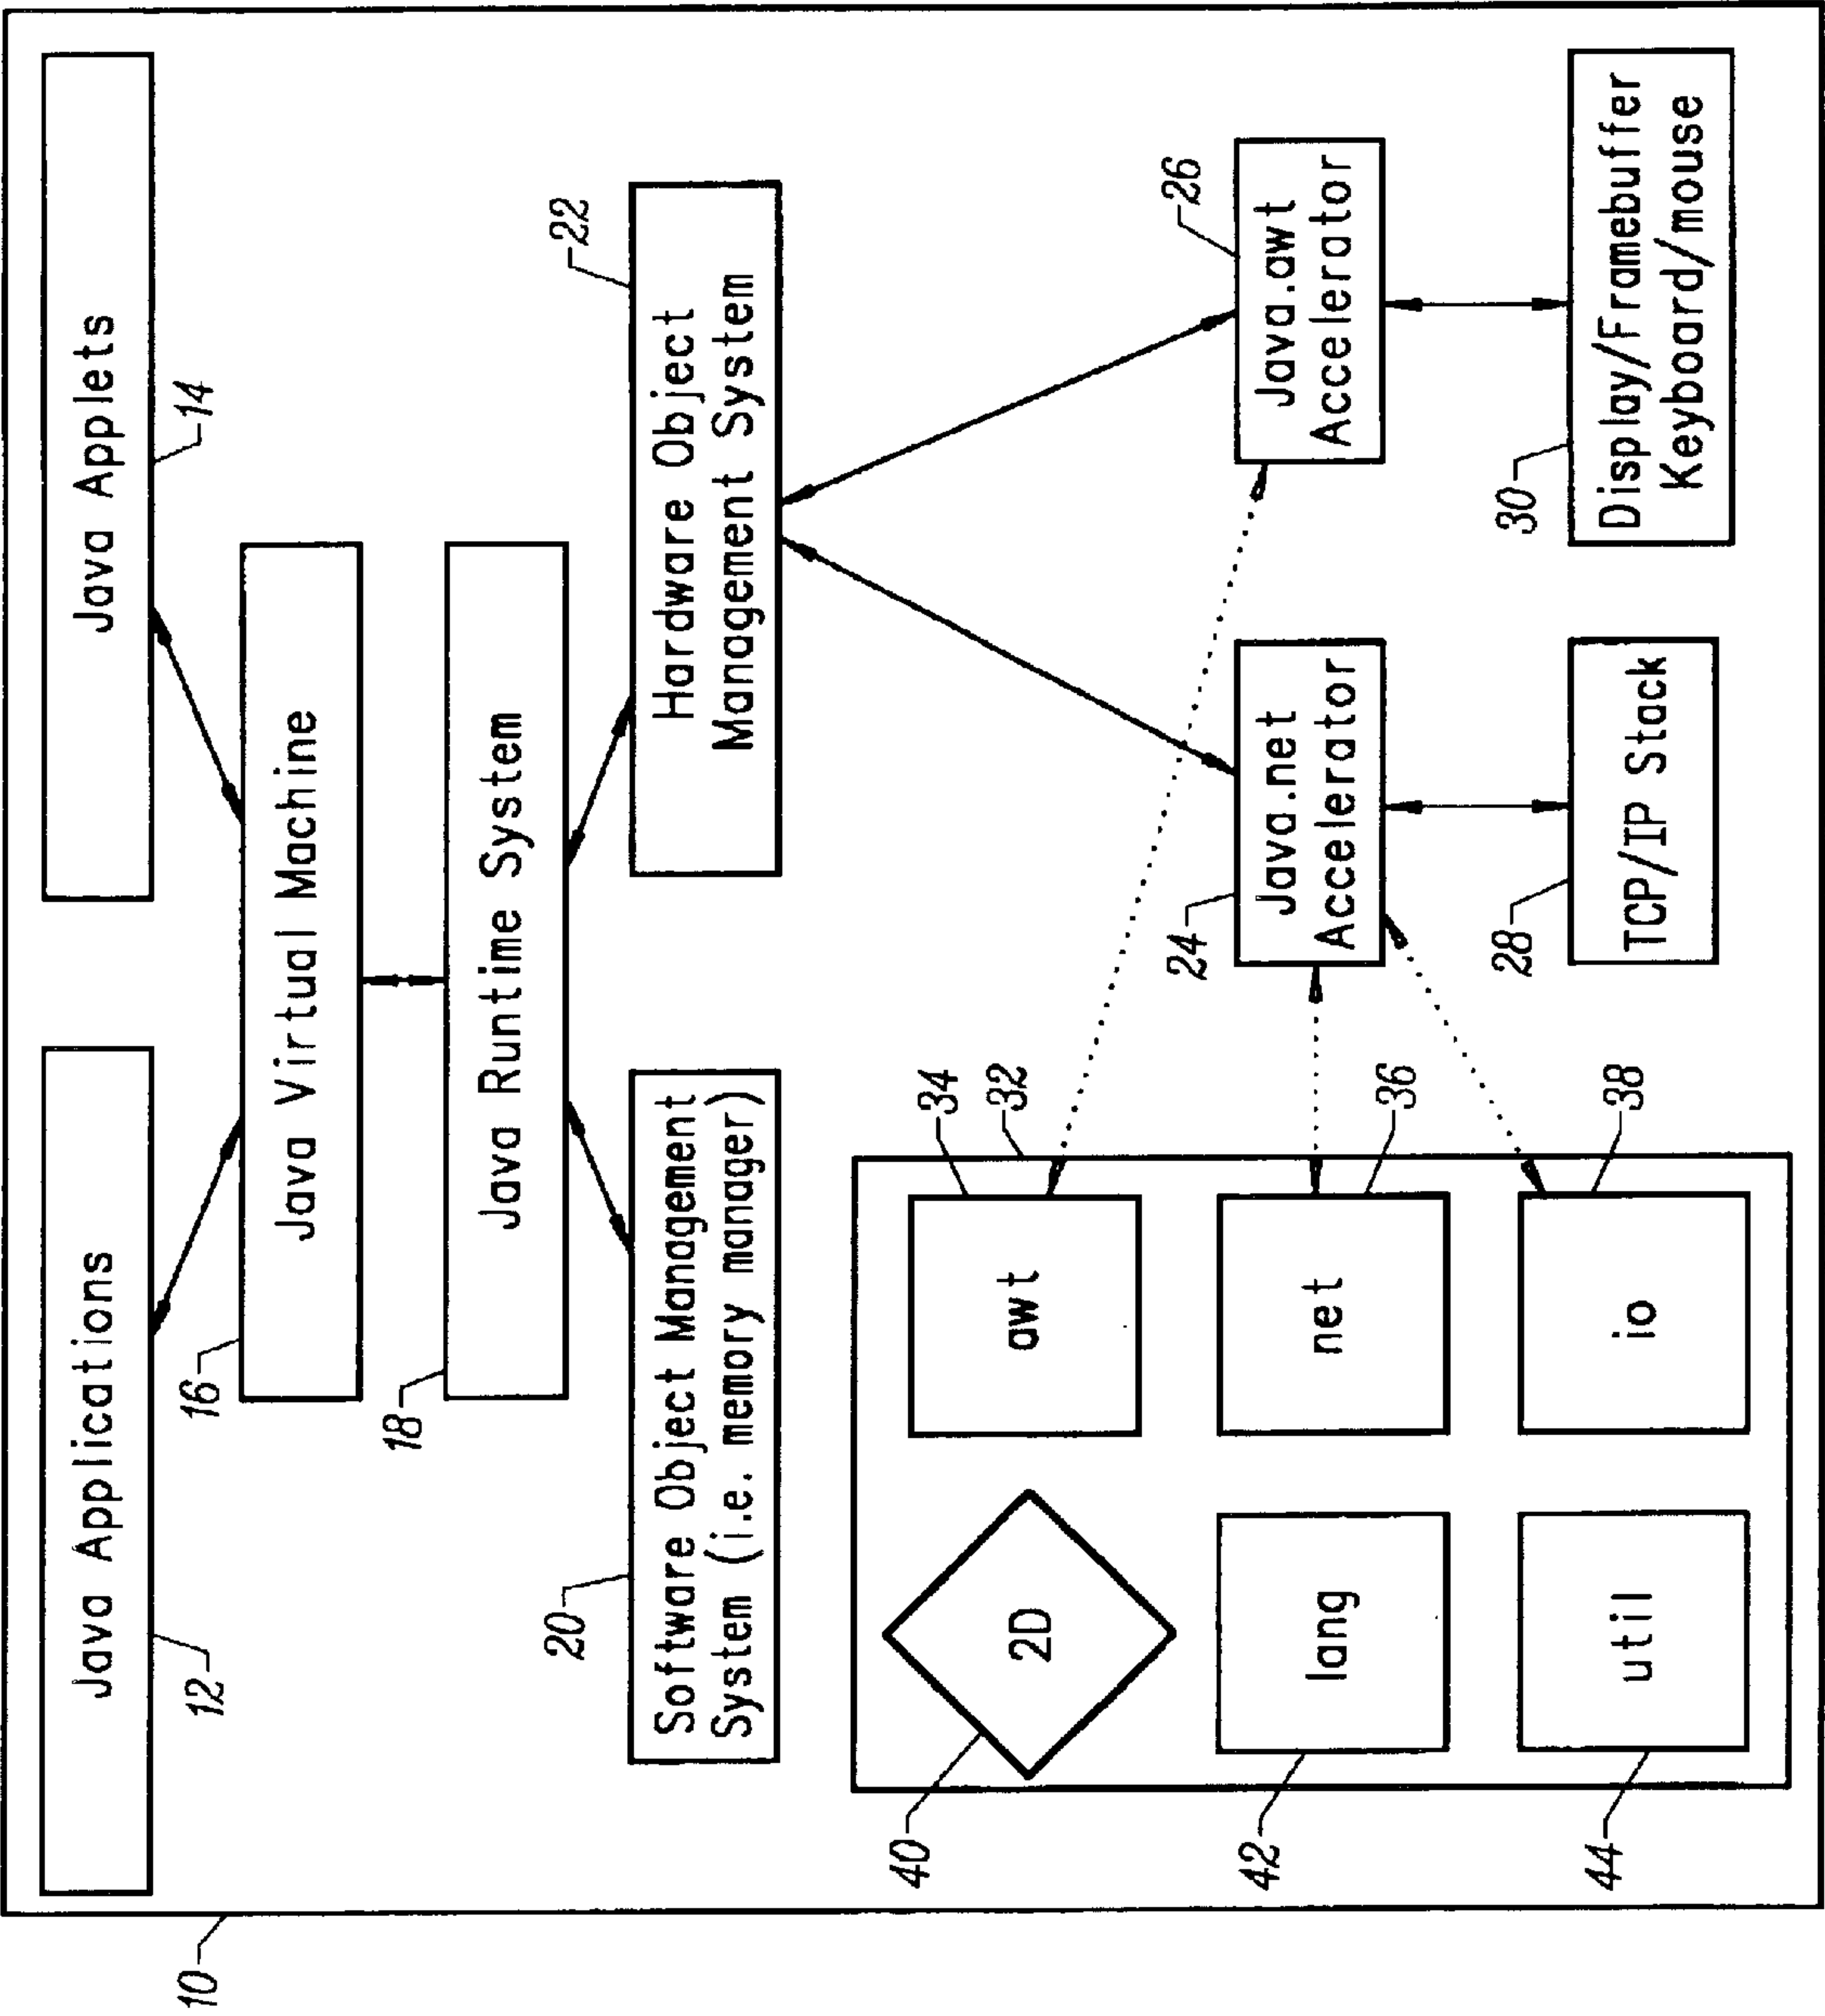 10
Java Applications
12
Java Applets
14
16
Java Virtual Machine
18
Java Runtime System
20
Software Object Management
System (i.e. memory manager)
22
Hardware Object
Management System
40
2D
34
awt
32
42
lang
net
36
44
util
io
38
24
Java.net
Accelerator
26
Java.awt
Accelerator
28
TCP/IP Stack
30
Display/Framebuffer
Keyboard/mouse